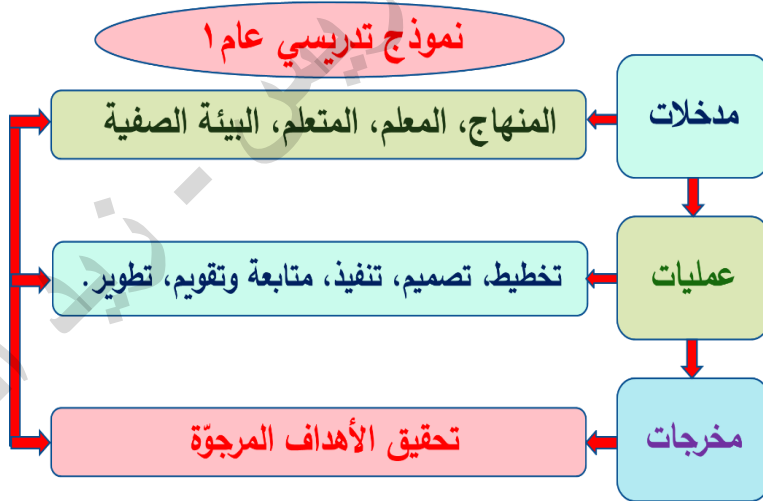 نموذج تدريسي عام١
مدخلات
المنهاج، المعلم، المتعلم، البيئة الصفية
عمليات
تخطيط، تصميم، تنفيذ، متابعة وتقويم، تطوير.
مخرجات
تحقيق الأهداف المرجوّة